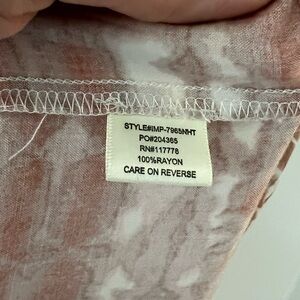 STYLE#IMP-7965NHT
PO#204365
RN#117778
100%RAYON
CARE ON REVERSE